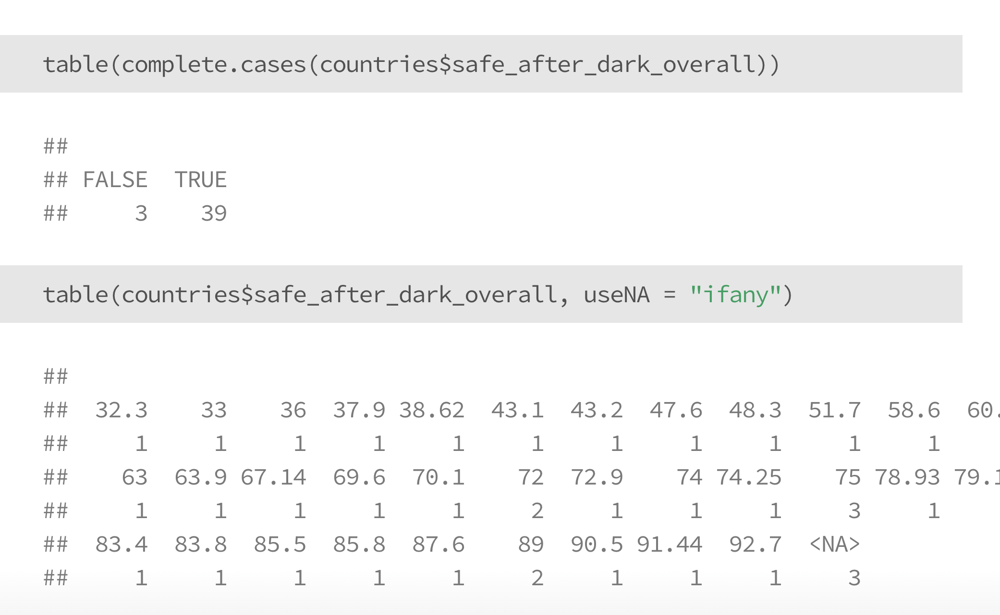 table(complete.cases(countries$safe_after_dark_overall))
##
## FALSE  TRUE
##     3    39
table(countries$safe_after_dark_overall, useNA = "ifany")
##
##  32.3    33    36  37.9 38.62  43.1  43.2  47.6  48.3  51.7  58.6  60.
##     1     1     1     1     1     1     1     1     1     1     1
##    63  63.9 67.14  69.6  70.1    72  72.9    74 74.25    75 78.93 79.1
##     1     1     1     1     1     2     1     1     1     3     1
##  83.4  83.8  85.5  85.8  87.6    89  90.5 91.44  92.7  <NA>
##     1     1     1     1     1     2     1     1     1     3